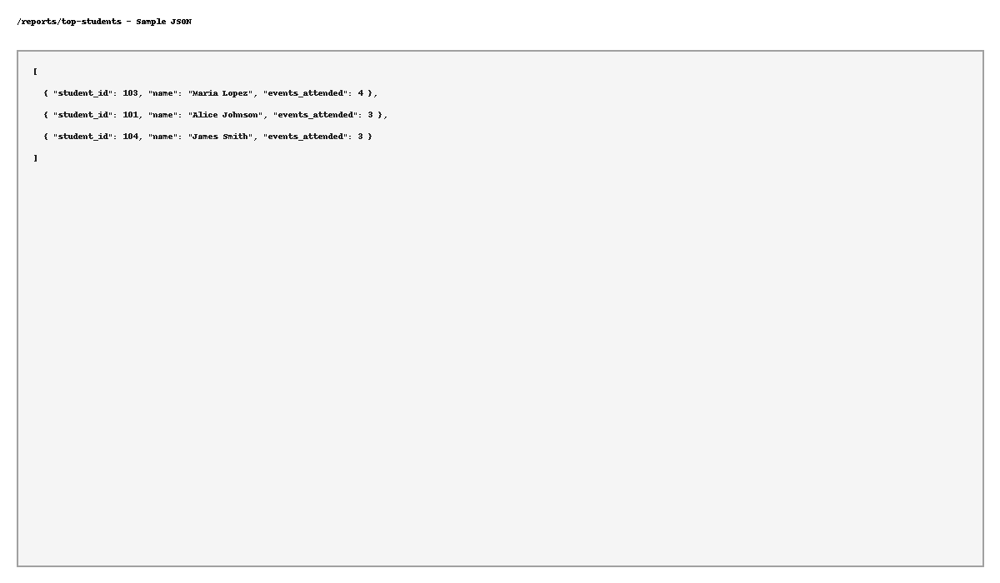 /reports/top-students - Sample JSON
[
{ "student_id": 103, "name": "Maria Lopez", "events_attended": 4 },
{ "student_id": 101, "name": "Alice Johnson", "events_attended": 3 },
{ "student_id": 104, "name": "James Smith", "events_attended": 3 }
]